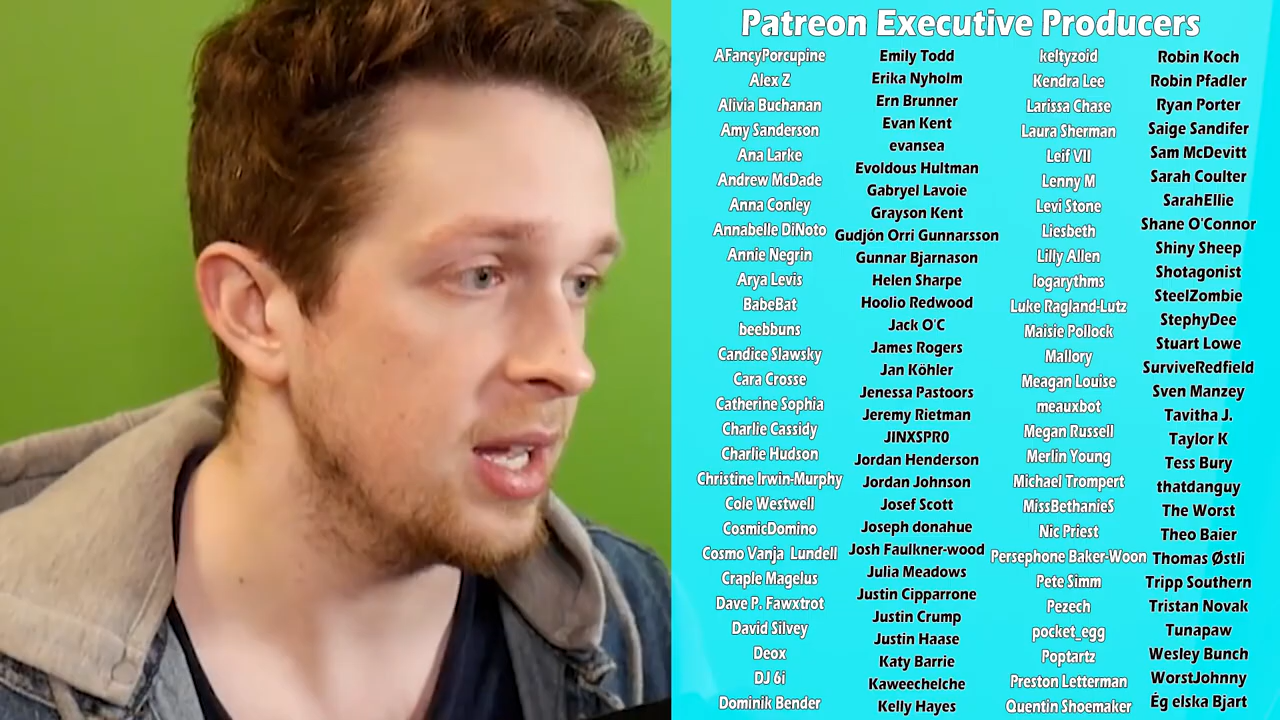 Patreon Executive Producers
AFancyPorcupine
Alex Z
Alivia Buchanan
Amy Sanderson
Ana Larke
Andrew McDade
Anna Conley
Annabelle DiNoto
Annie Negrin
Arya Levis
BabeBat
beebbuns
Candice Slawsky
Cara Crosse
Catherine Sophia
Charlie Cassidy
Charlie Hudson
Christine Irwin-Murphy
Cole Westwell
CosmicDomino
Cosmo Vanja Lundell
Craple Magelus
Dave P. Fawxtrot
David Silvey
Deox
DJ 6i
Dominik Bender
Emily Todd
Erika Nyholm
Ern Brunner
Evan Kent
evansea
Evoldous Hultman
Gabryel Lavoie
Grayson Kent
Gudjón Orri Gunnarsson
Gunnar Bjarnason
Helen Sharpe
Hoolio Redwood
Jack O'C
James Rogers
Jan Köhler
Jenessa Pastoors
Jeremy Rietman
JINXSPR0
Jordan Henderson
Jordan Johnson
Josef Scott
Joseph donahue
Josh Faulkner-wood
Julia Meadows
Justin Cipparrone
Justin Crump
Justin Haase
Katy Barrie
Kaweechelche
Kelly Hayes
keltyzoid
Kendra Lee
Larissa Chase
Laura Sherman
Leif VII
Lenny M
Levi Stone
Liesbeth
Lilly Allen
logarythms
Luke Ragland-Lutz
Maisie Pollock
Mallory
Meagan Louise
meauxbot
Megan Russell
Merlin Young
Michael Trompert
MissBethanieS
Nic Priest
Persephone Baker-Woon
Pete Simm
Pezech
pocket_egg
Poptartz
Preston Letterman
Quentin Shoemaker
Robin Koch
Robin Pfadler
Ryan Porter
Saige Sandifer
Sam McDevitt
Sarah Coulter
SarahEllie
Shane O'Connor
Shiny Sheep
Shotagonist
SteelZombie
StephyDee
Stuart Lowe
SurviveRedfield
Sven Manzey
Tavitha J.
Taylor K
Tess Bury
thatdanguy
The Worst
Theo Baier
Thomas Østli
Tripp Southern
Tristan Novak
Tunapaw
Wesley Bunch
WorstJohnny
Ég elska Bjart